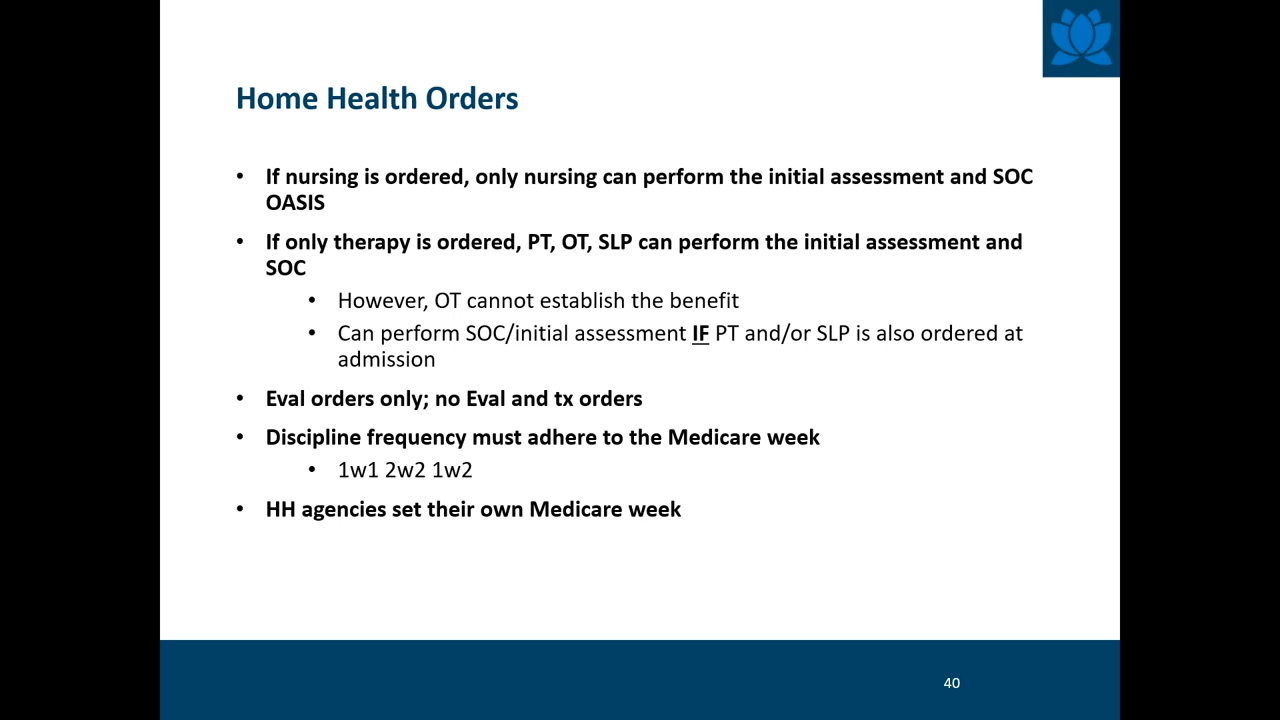 Home Health Orders
• If nursing is ordered, only nursing can perform the initial assessment and SOC
OASIS
• If only therapy is ordered, PT, OT, SLP can perform the initial assessment and
SOC
• However, OT cannot establish the benefit
• Can perform SOC/initial assessment IF PT and/or SLP is also ordered at
admission
• Eval orders only; no Eval and tx orders
• Discipline frequency must adhere to the Medicare week
• 1w1 2w2 1w2
• HH agencies set their own Medicare week
40